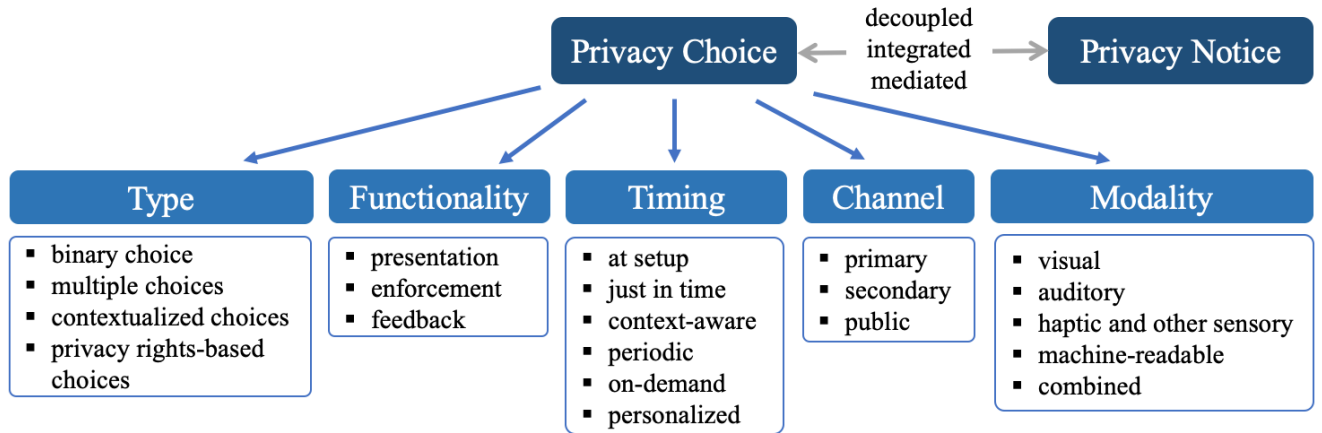 Privacy Choice
decoupled
integrated
mediated
Privacy Notice
Type
▪ binary choice
▪ multiple choices
▪ contextualized choices
▪ privacy rights-based
choices
Functionality
▪ presentation
▪ enforcement
▪ feedback
Timing
▪ at setup
▪ just in time
▪ context-aware
▪ periodic
▪ on-demand
▪ personalized
Channel
▪ primary
▪ secondary
▪ public
Modality
▪ visual
▪ auditory
▪ haptic and other sensory
▪ machine-readable
▪ combined